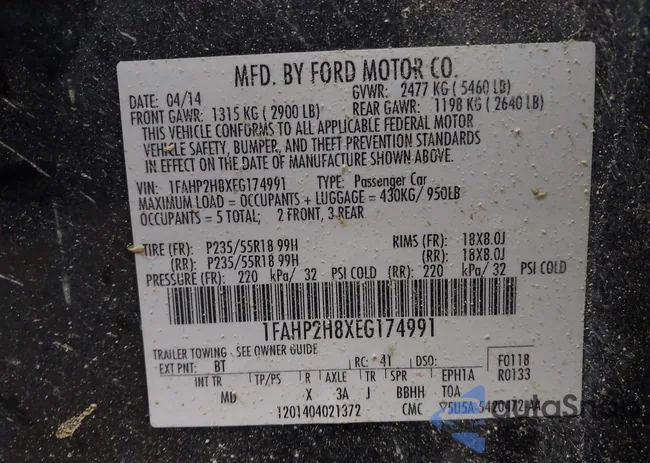 MFD. BY FORD MOTOR CO.
DATE: 04/14 GVWR: 2477 KG ( 5460 LB)
FRONT GAWR: 1315 KG ( 2900 LB) REAR GAWR: 1198 KG ( 2640 LB)
THIS VEHICLE CONFORMS TO ALL APPLICABLE FEDERAL MOTOR
VEHICLE SAFETY, BUMPER, AND THEFT PREVENTION STANDARDS
IN EFFECT ON THE DATE OF MANUFACTURE SHOWN ABOVE.
VIN: 1FAHP2H8XEG174991 TYPE: Passenger Car
MAXIMUM LOAD = OCCUPANTS + LUGGAGE = 430KG/ 950LB
OCCUPANTS = 5 TOTAL; 2 FRONT, 3 REAR
TIRE (FR): P235/55R18 99H RIMS (FR): 18X8.0J
(RR): P235/55R18 99H (RR): 18X8.0J
PRESSURE (FR): 220 kPa/ 32 PSI COLD (RR): 220 kPa/ 32 PSI COLD
1FAHP2H8XEG174991
TRAILER TOWING - SEE OWNER GUIDE
EXT PNT: BT RC: 41 DSO: F0118
R0133
INT TR TP/PS R AXLE TR SPR EPH1A
MD X 3A J BBHH TOA
1201404021372 CMC
autoSnap